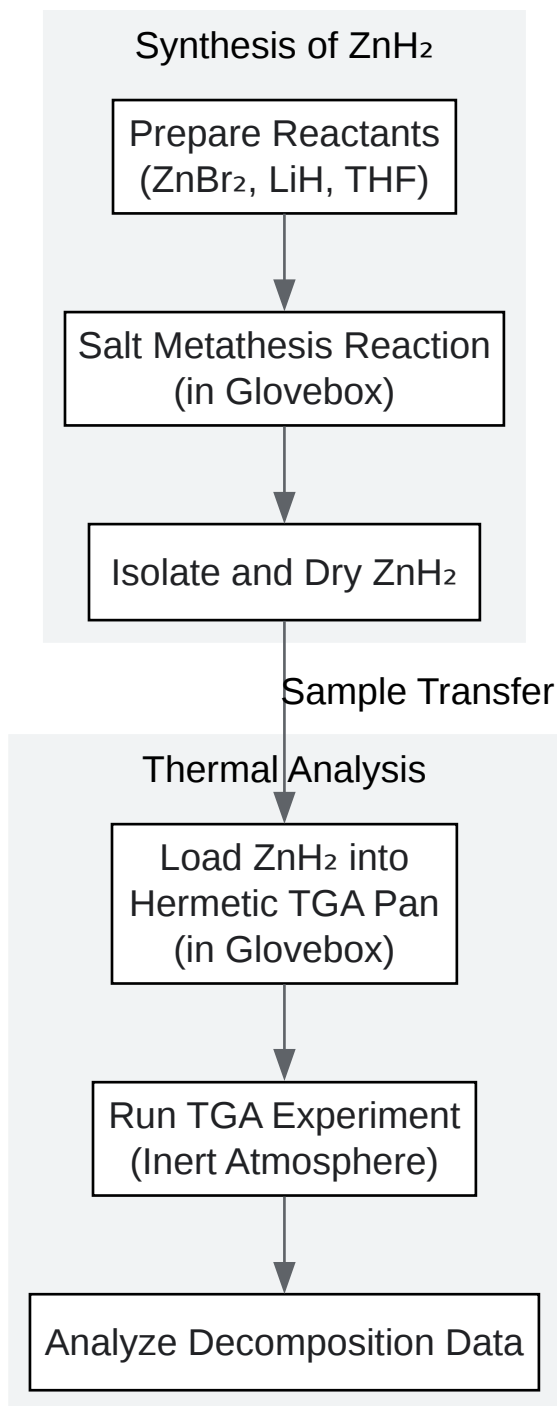 Synthesis of ZnH₂
Prepare Reactants
(ZnBr₂, LiH, THF)
Salt Metathesis Reaction
(in Glovebox)
Isolate and Dry ZnH₂
Sample Transfer
Thermal Analysis
Load ZnH₂ into
Hermetic TGA Pan
(in Glovebox)
Run TGA Experiment
(Inert Atmosphere)
Analyze Decomposition Data